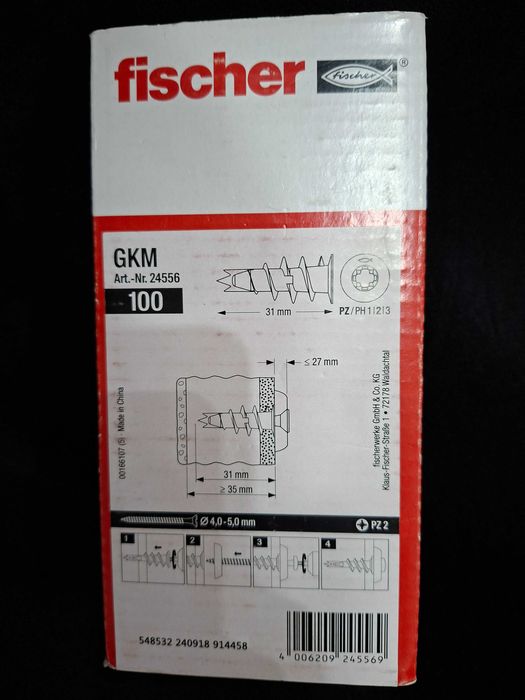 fischer
fischer ®
GKM
Art.-Nr. 24556
100
31 mm
PZ/PH 1|2|3
≤ 27 mm
31 mm
≥ 35 mm
00166107 (5) Made in China
fischerwerke GmbH & Co. KG
Klaus-Fischer-Straße 1 • 72178 Waldachtal
Ø 4,0-5,0 mm
PZ 2
1
2
3
4
548532 240918 914458
4 006209 245569